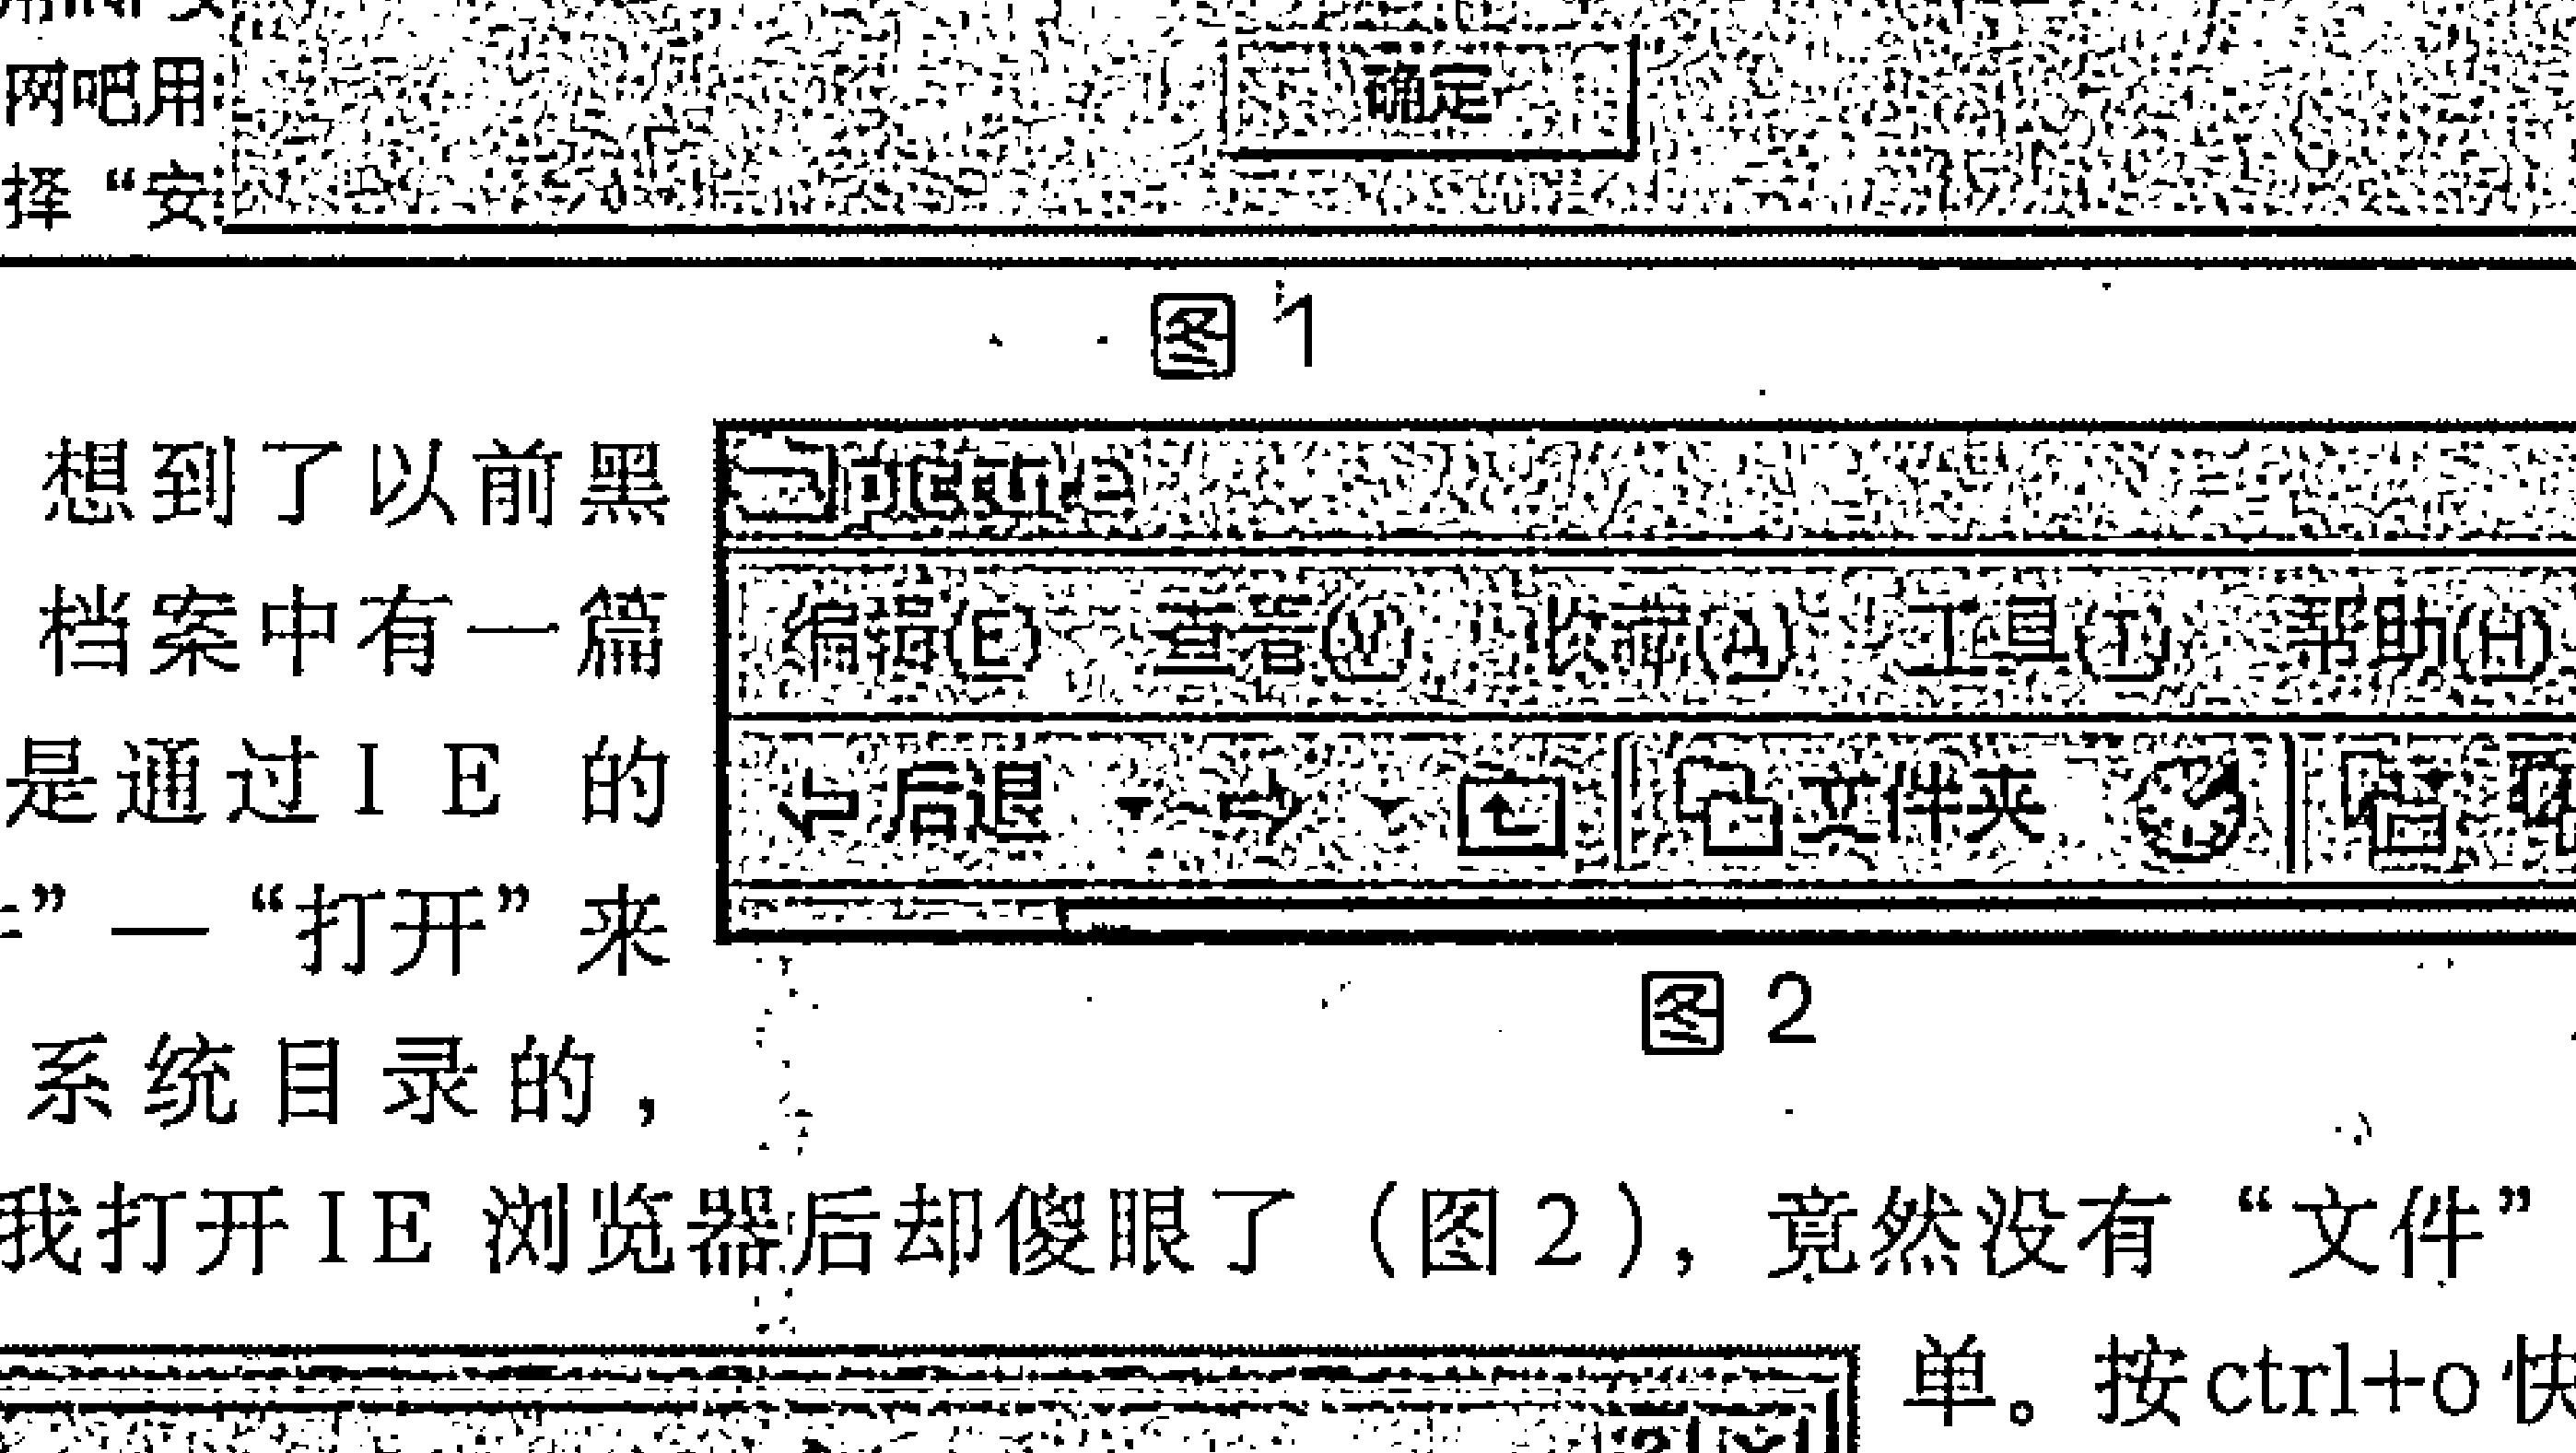 网吧用
确定
择“安
图1
想到了以前黑
picture
档案中有一篇
编辑(E) 查看(V) 收藏(A) 工具(T) 帮助(H)
是通过IE 的
后退 文件夹
”—“打开”来
图2
系统目录的，
我打开IE 浏览器后却傻眼了（图2），竟然没有“文件”
单。按ctrl+o快